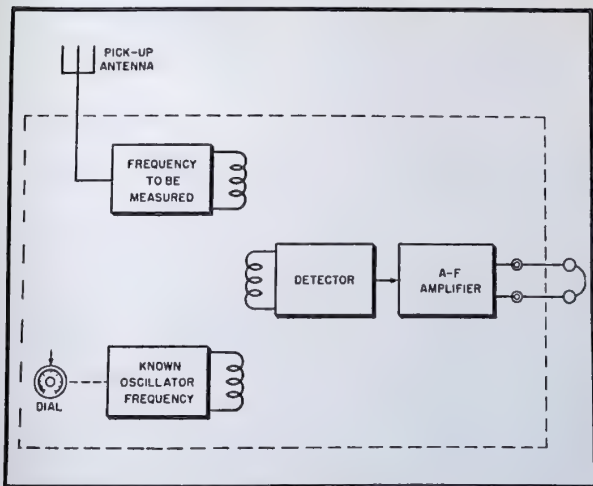 PICK-UP
ANTENNA
FREQUENCY
TO BE
MEASURED
DETECTOR
A-F
AMPLIFIER
KNOWN
OSCILLATOR
FREQUENCY
DIAL